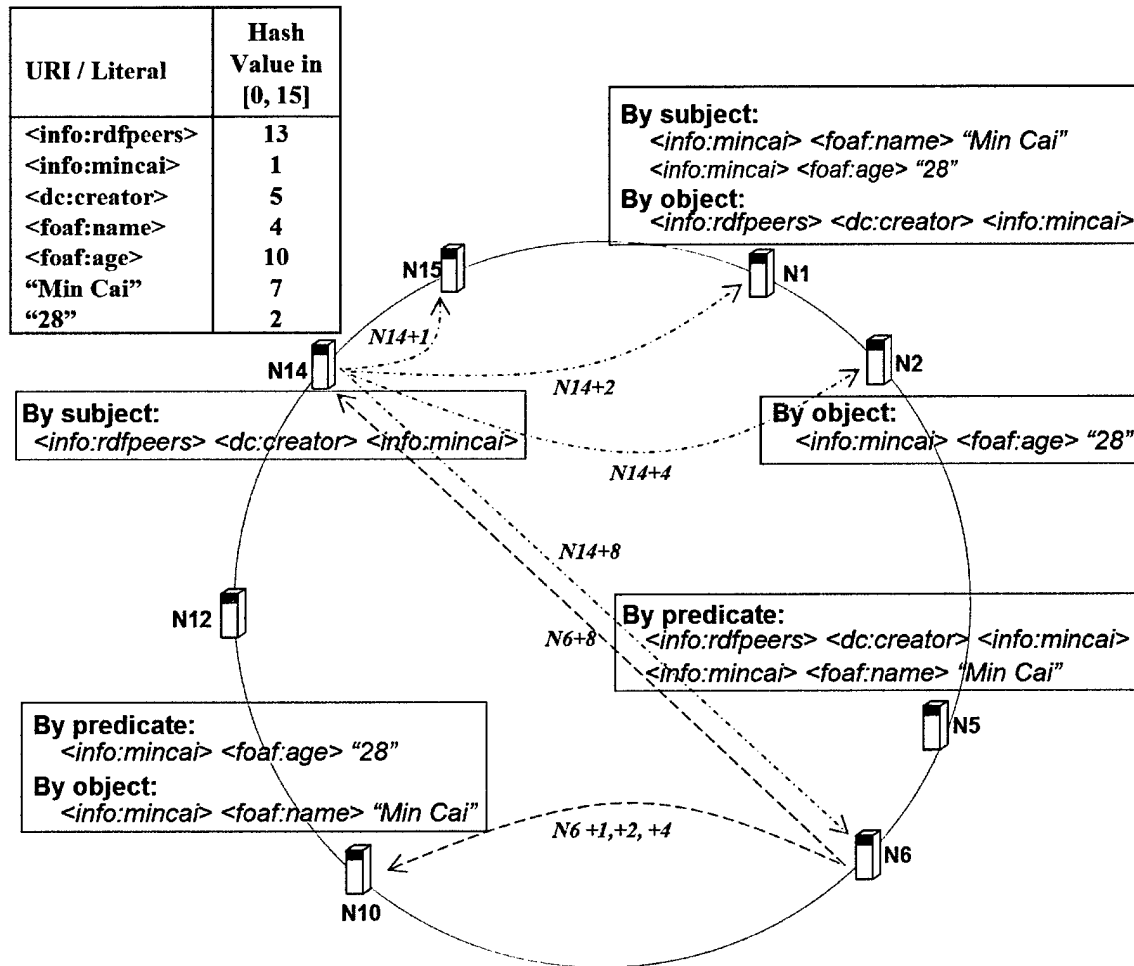 URI / Literal
Hash
Value in
[0, 15]
<info:rdfpeers> 13
<info:mincai> 1
<dc:creator> 5
<foaf:name> 4
<foaf:age> 10
“Min Cai” 7
“28” 2
By subject:
<info:mincai> <foaf:name> “Min Cai”
<info:mincai> <foaf:age> “28”
By object:
<info:rdfpeers> <dc:creator> <info:mincai>
N15
N1
N14+1
N14
N14+2
N2
By subject:
<info:rdfpeers> <dc:creator> <info:mincai>
By object:
<info:mincai> <foaf:age> “28”
N14+4
N14+8
N12
N6+8
By predicate:
<info:rdfpeers> <dc:creator> <info:mincai>
<info:mincai> <foaf:name> “Min Cai”
N5
By predicate:
<info:mincai> <foaf:age> “28”
By object:
<info:mincai> <foaf:name> “Min Cai”
N6 +1,+2, +4
N6
N10